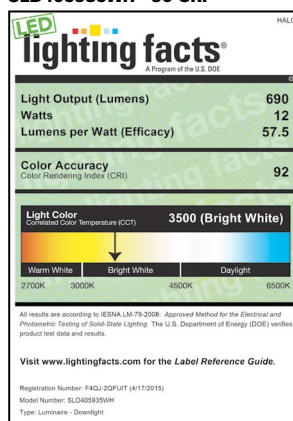 HALO
LED
lighting facts®
A Program of the U.S. DOE
Light Output (Lumens) 690
Watts 12
Lumens per Watt (Efficacy) 57.5
Color Accuracy
Color Rendering Index (CRI) 92
Light Color
Correlated Color Temperature (CCT) 3500 (Bright White)
Warm White Bright White Daylight
2700K 3000K 4500K 6500K
All results are according to IESNA LM-79-2008: Approved Method for the Electrical and
Photometric Testing of Solid-State Lighting. The U.S. Department of Energy (DOE) verifies
product test data and results.
Visit www.lightingfacts.com for the Label Reference Guide.
Registration Number: F4QJ-2QFUIT (4/17/2015)
Model Number: SLD405935WH
Type: Luminaire - Downlight